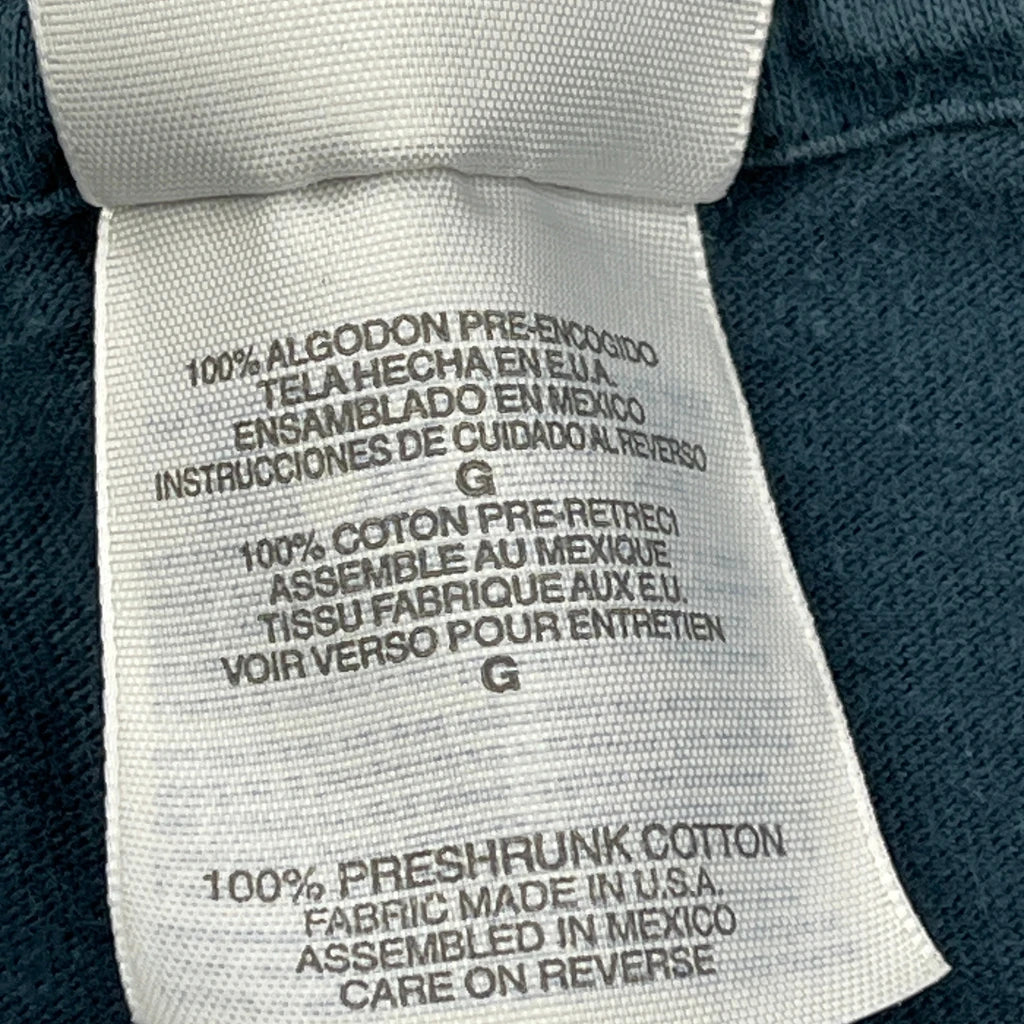 100% ALGODON PRE-ENCOGIDO
TELA HECHA EN E.U.A.
ENSAMBLADO EN MEXICO
INSTRUCCIONES DE CUIDADO AL REVERSO
G
100% COTON PRE-RETRECI
ASSEMBLE AU MEXIQUE
TISSU FABRIQUE AUX E.U.
VOIR VERSO POUR ENTRETIEN
G
100% PRESHRUNK COTTON
FABRIC MADE IN U.S.A.
ASSEMBLED IN MEXICO
CARE ON REVERSE